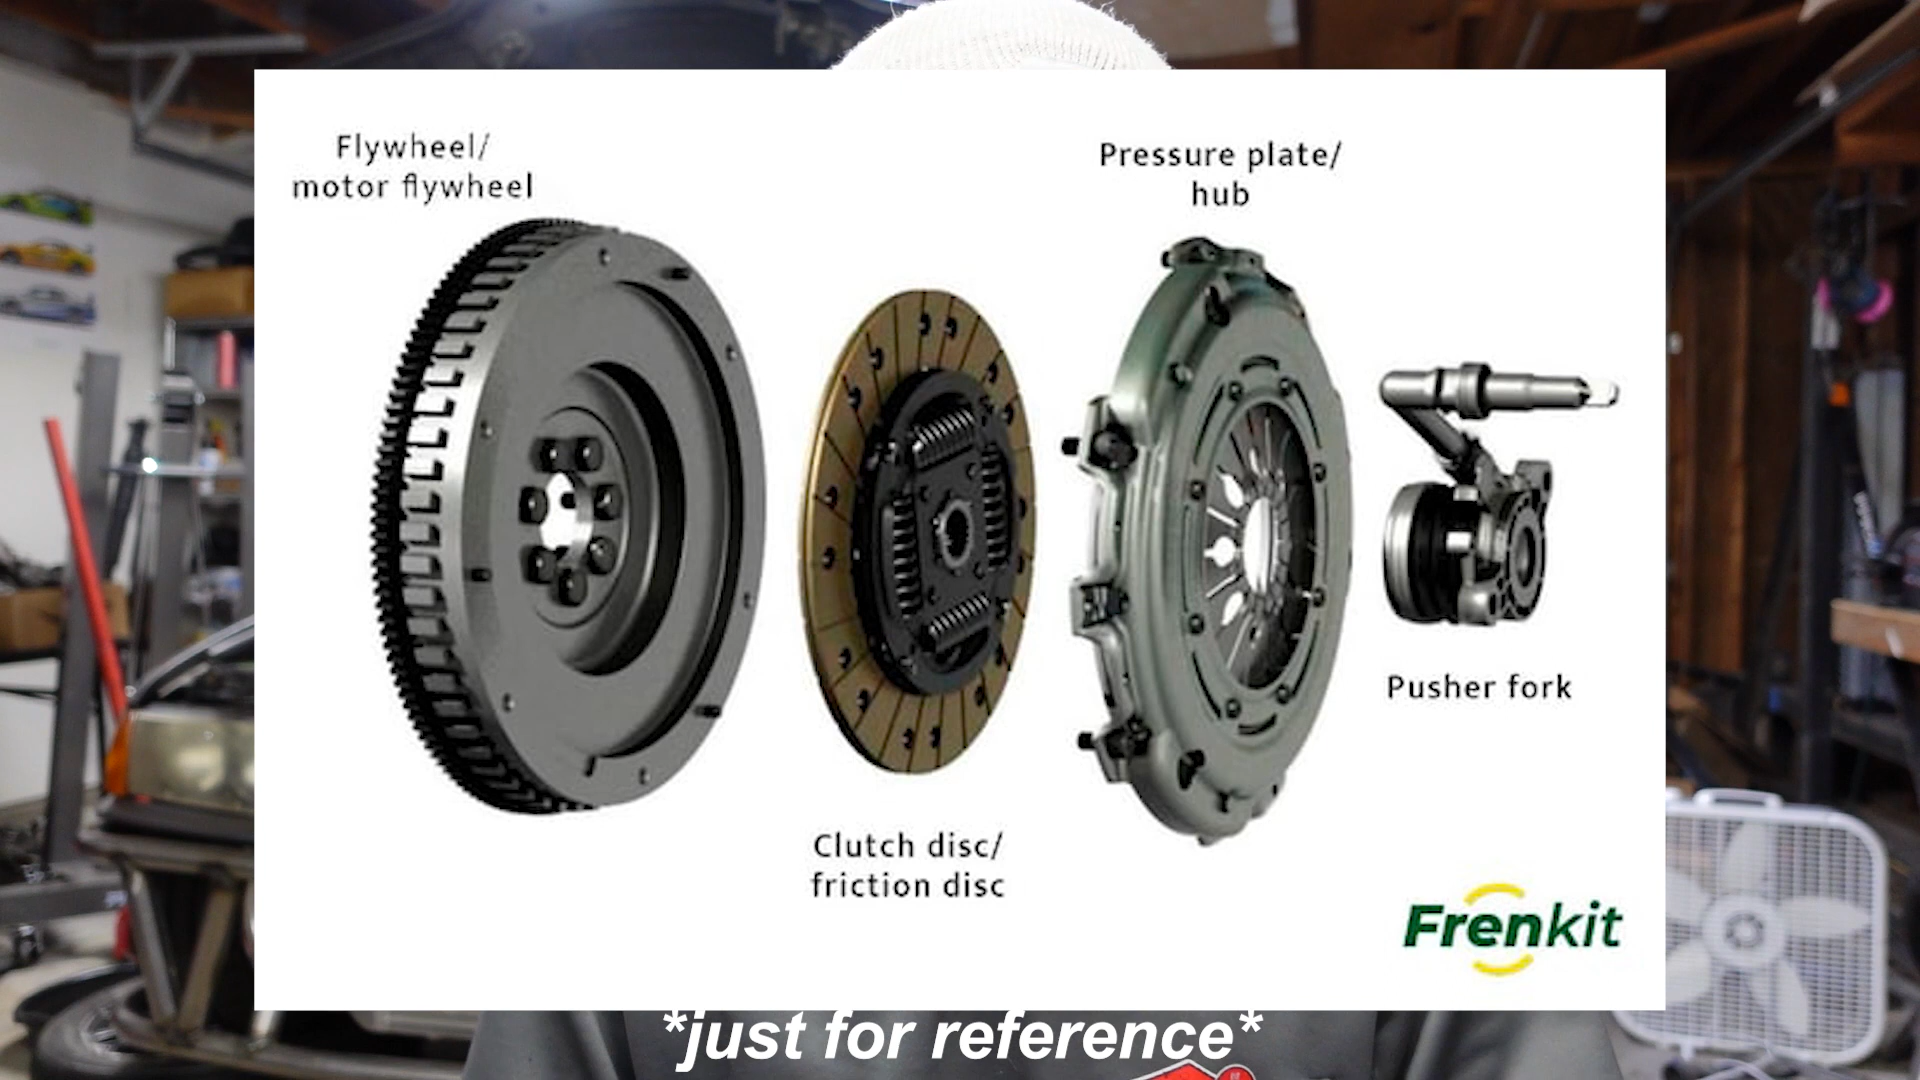 Flywheel/
motor flywheel
Pressure plate/
hub
Pusher fork
Clutch disc/
friction disc
Frenkit
*just for reference*